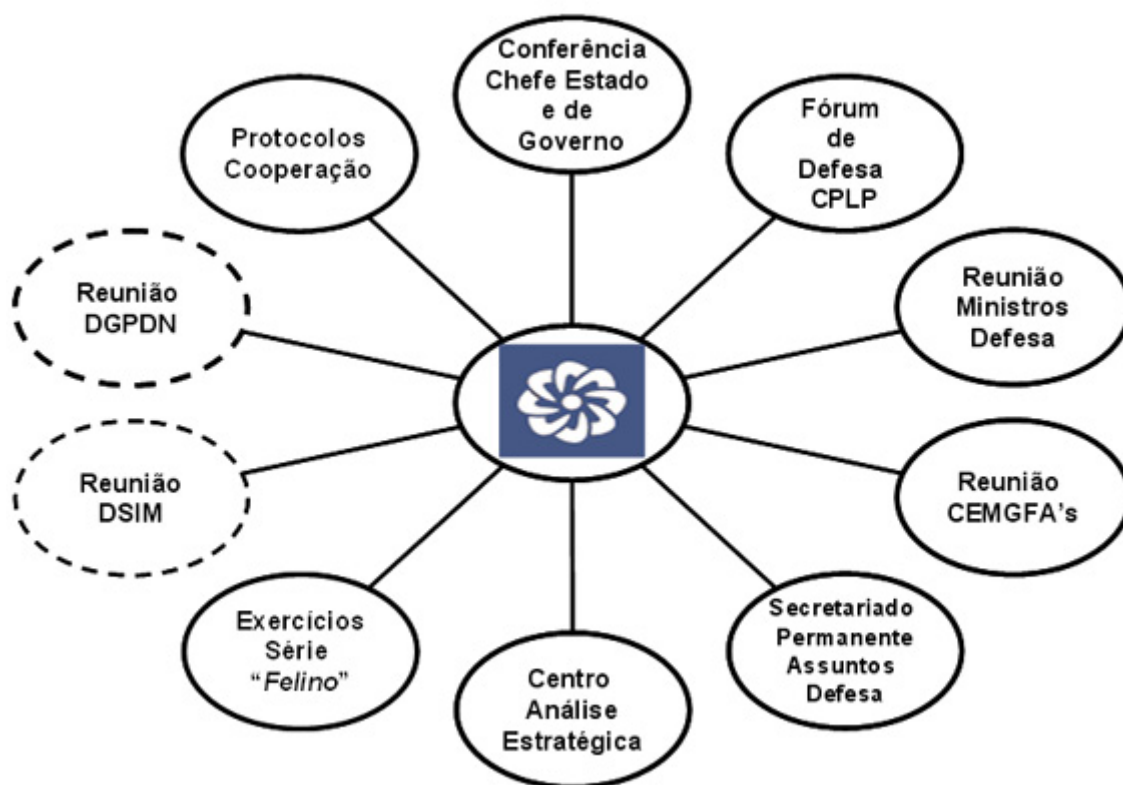 Conferência
Chefe Estado
e de
Governo
Fórum
de
Defesa
CPLP
Reunião
Ministros
Defesa
Reunião
CEMGFA's
Secretariado
Permanente
Assuntos
Defesa
Centro
Análise
Estratégica
Exercícios
Série
“Felino”
Reunião
DSIM
Reunião
DGPDN
Protocolos
Cooperação